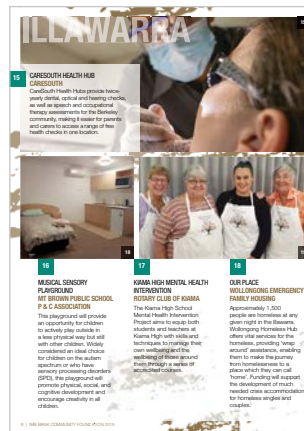 ILLAWARRA
15
CARESOUTH HEALTH HUB
CARESOUTH
CareSouth Health Hubs provide twice-
yearly dental, optical and hearing checks,
as well as speech and occupational
therapy assessments for the Berkeley
community, making it easier for parents
and carers to access a range of free
health checks in one location.
18
16
MUSICAL SENSORY
PLAYGROUND
MT BROWN PUBLIC SCHOOL
P & C ASSOCIATION
This playground will provide
an opportunity for children
to actively play outside in
a less physical way but still
with other children. Widely
considered an ideal choice
for children on the autism
spectrum or who have
sensory processing disorders
(SPD), this playground will
promote physical, social, and
cognitive development and
encourage creativity in all
children.
17
KIAMA HIGH MENTAL HEALTH
INTERVENTION
ROTARY CLUB OF KIAMA
The Kiama High School
Mental Health Intervention
Project aims to equip both
students and teachers at
Kiama High with skills and
techniques to manage their
own wellbeing and the
wellbeing of those around
them through a series of
accredited courses.
18
OUR PLACE
WOLLONGONG EMERGENCY
FAMILY HOUSING
Approximately 1,500
people are homeless at any
given night in the Illawarra.
Wollongong Homeless Hub
offers vital services for the
homeless, providing 'wrap
around' assistance, enabling
them to make the journey
from homelessness to a
place which they can call
'home'. Funding will support
the development of much
needed crisis accommodation
for homeless singles and
couples.
8 | IMB BANK COMMUNITY FOUNDATION 2019